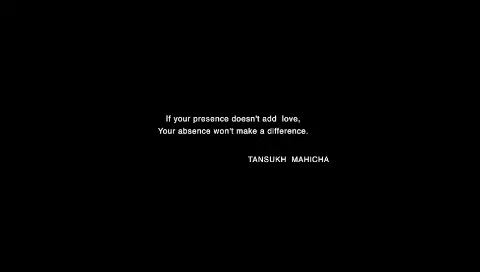 If your presence doesn't add  love,
Your absence won't make a difference.
TANSUKH  MAHICHA